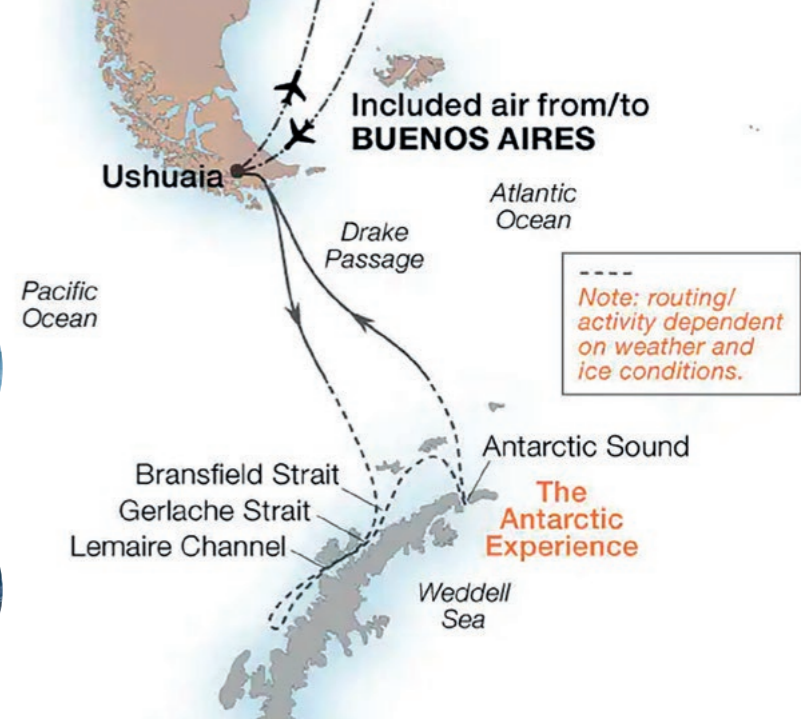 Included air from/to
BUENOS AIRES
Ushuaia
Atlantic
Ocean
Drake
Passage
Pacific
Ocean
Note: routing/
activity dependent
on weather and
ice conditions.
Antarctic Sound
Bransfield Strait
The
Antarctic
Experience
Gerlache Strait
Lemaire Channel
Weddell
Sea